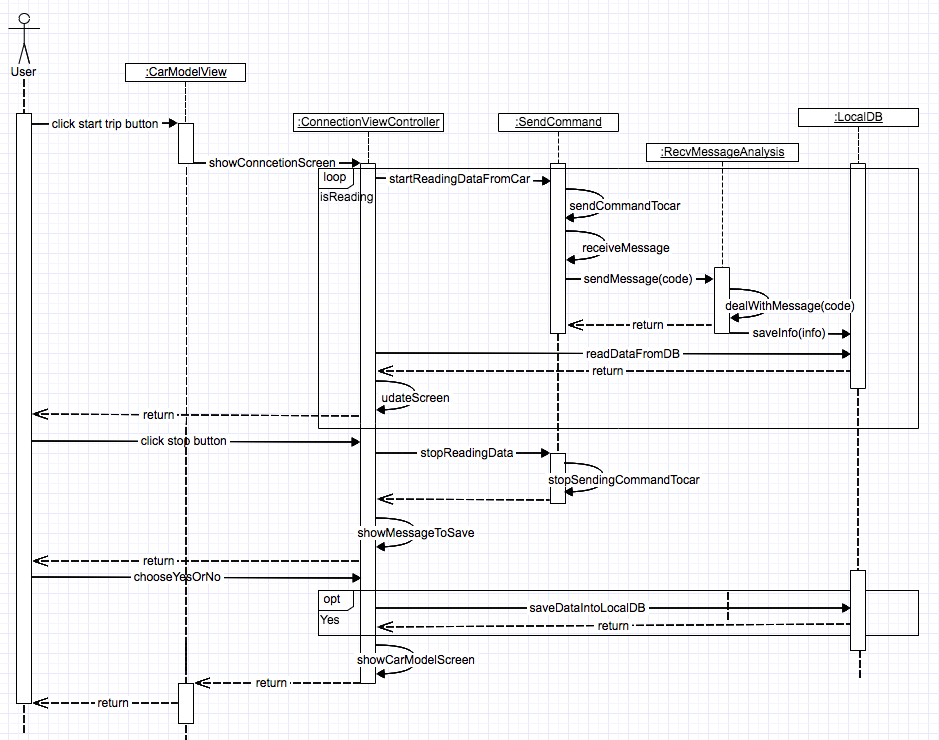 User
:CarModelView
:ConnectionViewController
:SendCommand
:LocalDB
:RecvMessageAnalysis
click start trip button
showConncetionScreen
loop
isReading
startReadingDataFromCar
sendCommandTocar
receiveMessage
sendMessage(code)
dealWithMessage(code)
return
saveInfo(info)
readDataFromDB
return
udateScreen
return
click stop button
stopReadingData
stopSendingCommandTocar
showMessageToSave
return
chooseYesOrNo
opt
Yes
saveDataIntoLocalDB
return
showCarModelScreen
return
return